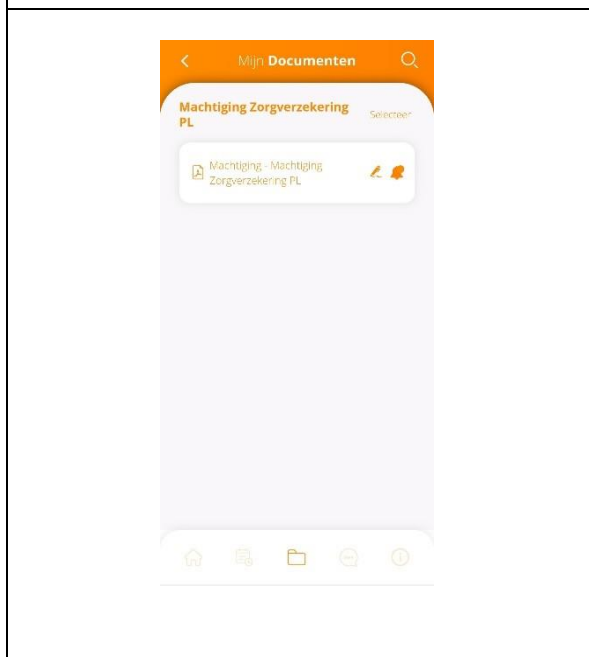 Mijn Documenten
Machtiging Zorgverzekering
PL
Selecteer
Machtiging - Machtiging
Zorgverzekering PL